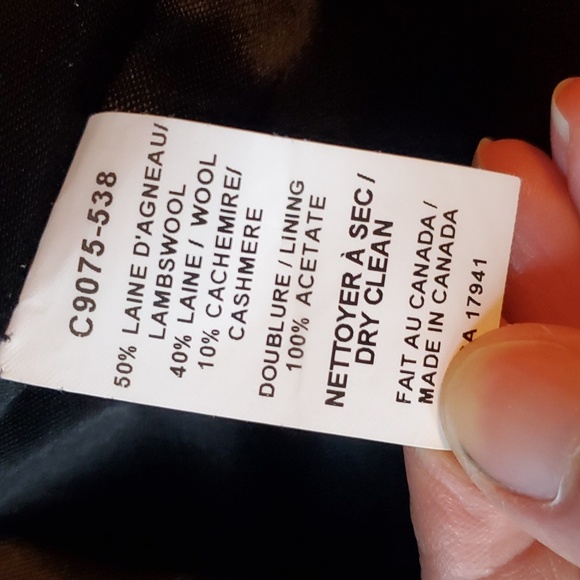 C9075-538
50% LAINE D'AGNEAU/
LAMBSWOOL
40% LAINE / WOOL
10% CACHEMIRE/
CASHMERE
DOUBLURE / LINING
100% ACETATE
NETTOYER À SEC /
DRY CLEAN
FAIT AU CANADA /
MADE IN CANADA
17941